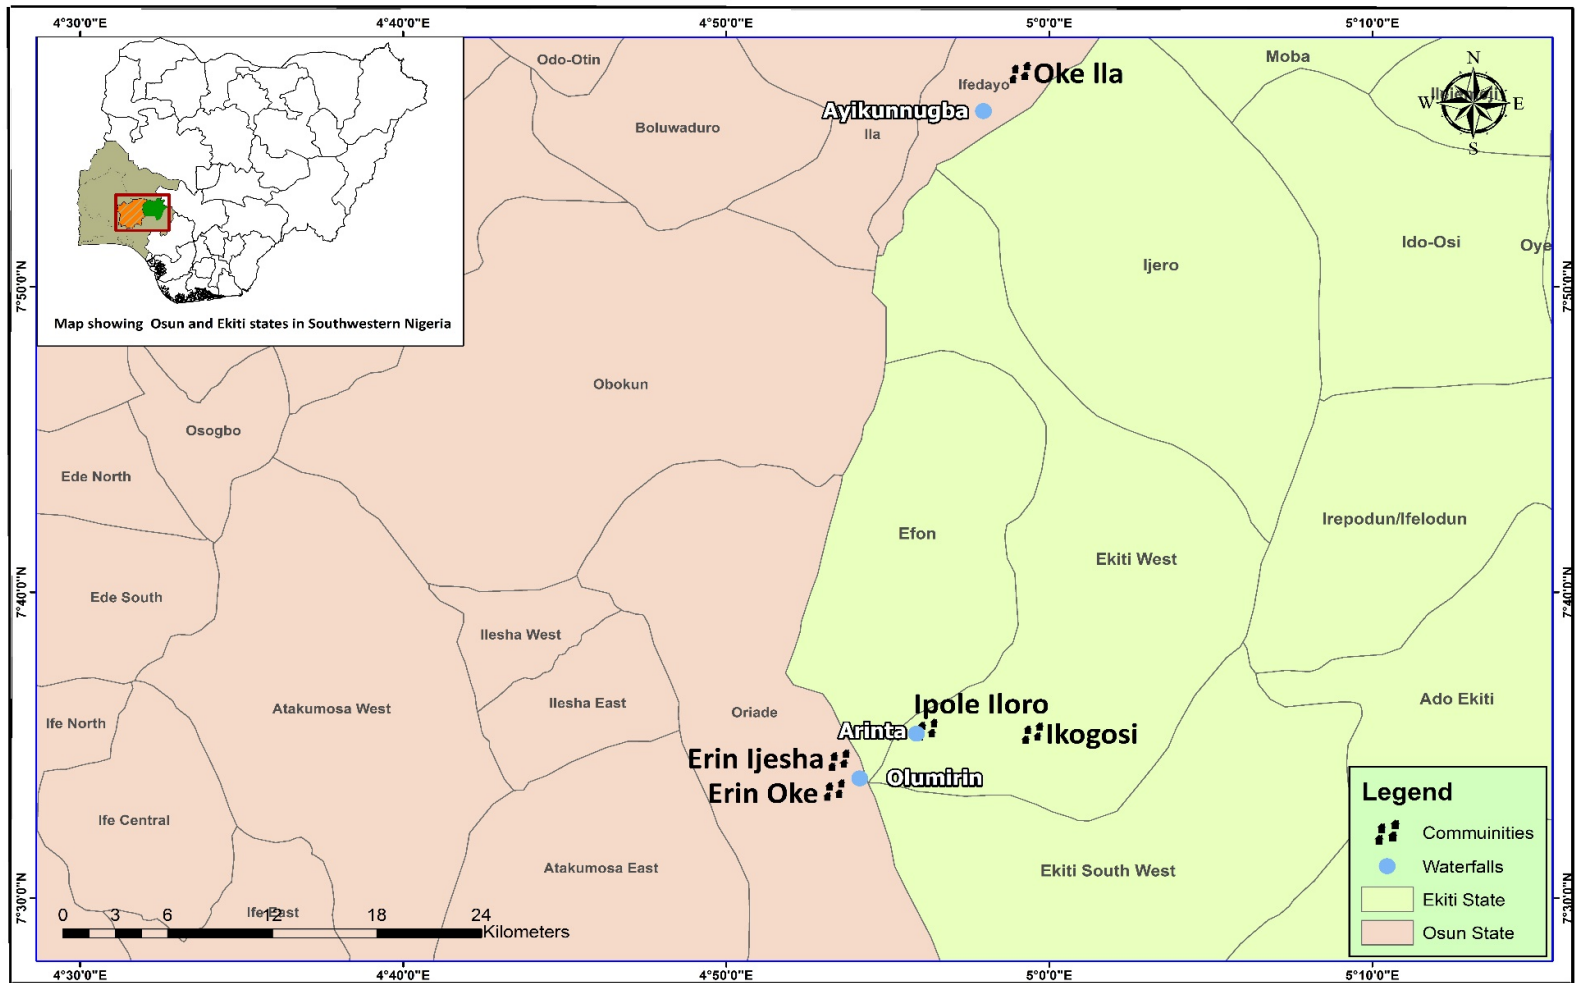 4°30'0"E 4°40'0"E 4°50'0"E 5°0'0"E 5°10'0"E
Odo-Otin
Moba
N
Ifedayo
Oke Ila
W E
S
Ayikunnugba
Boluwaduro
Ila
Ido-Osi
Oye
Ijero
7°50'0"N 7°50'0"N
Map showing Osun and Ekiti states in Southwestern Nigeria
Obokun
Osogbo
Ede North
Irepodun/Ifelodun
Efon
Ekiti West
7°40'0"N 7°40'0"N
Ede South
Ilesha West
Ado Ekiti
Ilesha East
Ipole Iloro
Atakumosa West
Oriade
Ife North
Arinta
Ikogosi
Erin Ijesha
Olumirin
Erin Oke
Legend
Ife Central
Commuinities
Atakumosa East
Waterfalls
Ekiti South West
Ekiti State
7°30'0"N 7°30'0"N
Ife East
0 3 6 12 18 24
Kilometers
Osun State
4°30'0"E 4°40'0"E 4°50'0"E 5°0'0"E 5°10'0"E